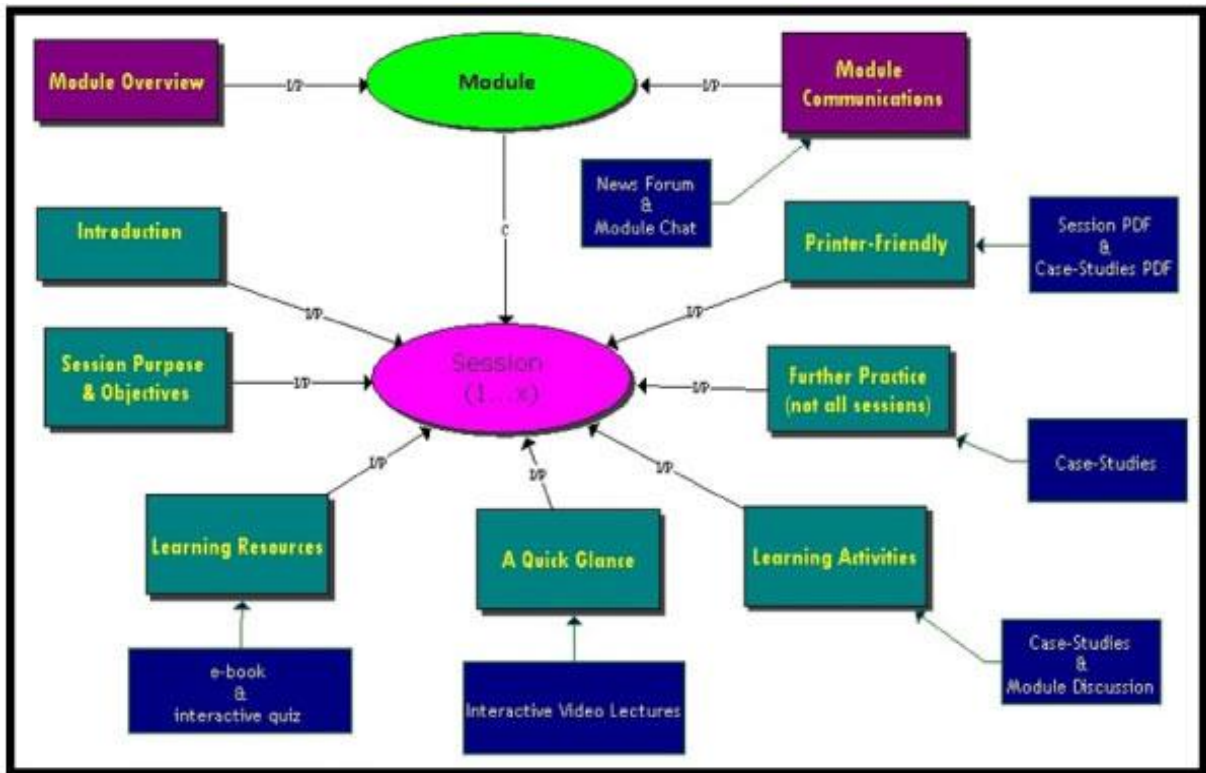 Module Overview
I/P
Module
I/P
Module
Communications
News Forum
&
Module Chat
Introduction
C
Printer-Friendly
Session PDF
&
Case-Studies PDF
I/P
I/P
Session Purpose
& Objectives
I/P
Session
(1...x)
I/P
Further Practice
(not all sessions)
Case-Studies
I/P
I/P
I/P
Learning Resources
A Quick Glance
Learning Activities
e-book
&
interactive quiz
Interactive Video Lectures
Case-Studies
&
Module Discussion